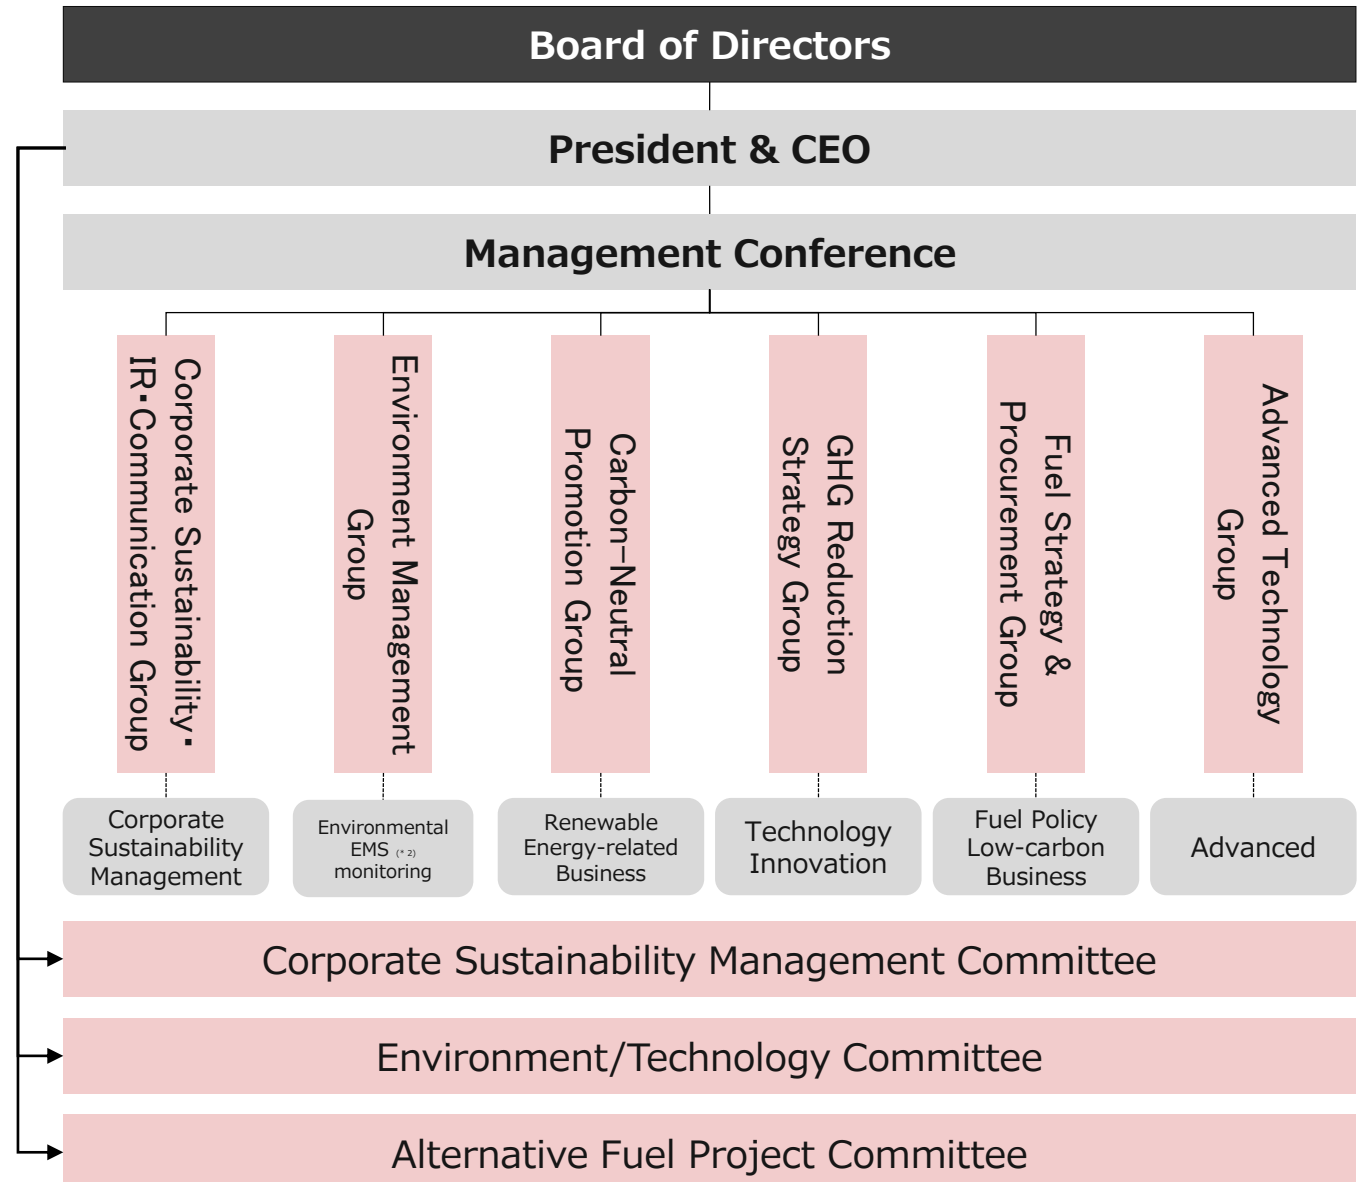 Board of Directors
President & CEO
Management Conference
Corporate Sustainability・
IR・Communication Group
Environment Management
Group
Carbon-Neutral
Promotion Group
GHG Reduction
Strategy Group
Fuel Strategy &
Procurement Group
Advanced Technology
Group
Corporate
Sustainability
Management
Environmental
EMS (*2)
monitoring
Renewable
Energy-related
Business
Technology
Innovation
Fuel Policy
Low-carbon
Business
Advanced
Corporate Sustainability Management Committee
Environment/Technology Committee
Alternative Fuel Project Committee